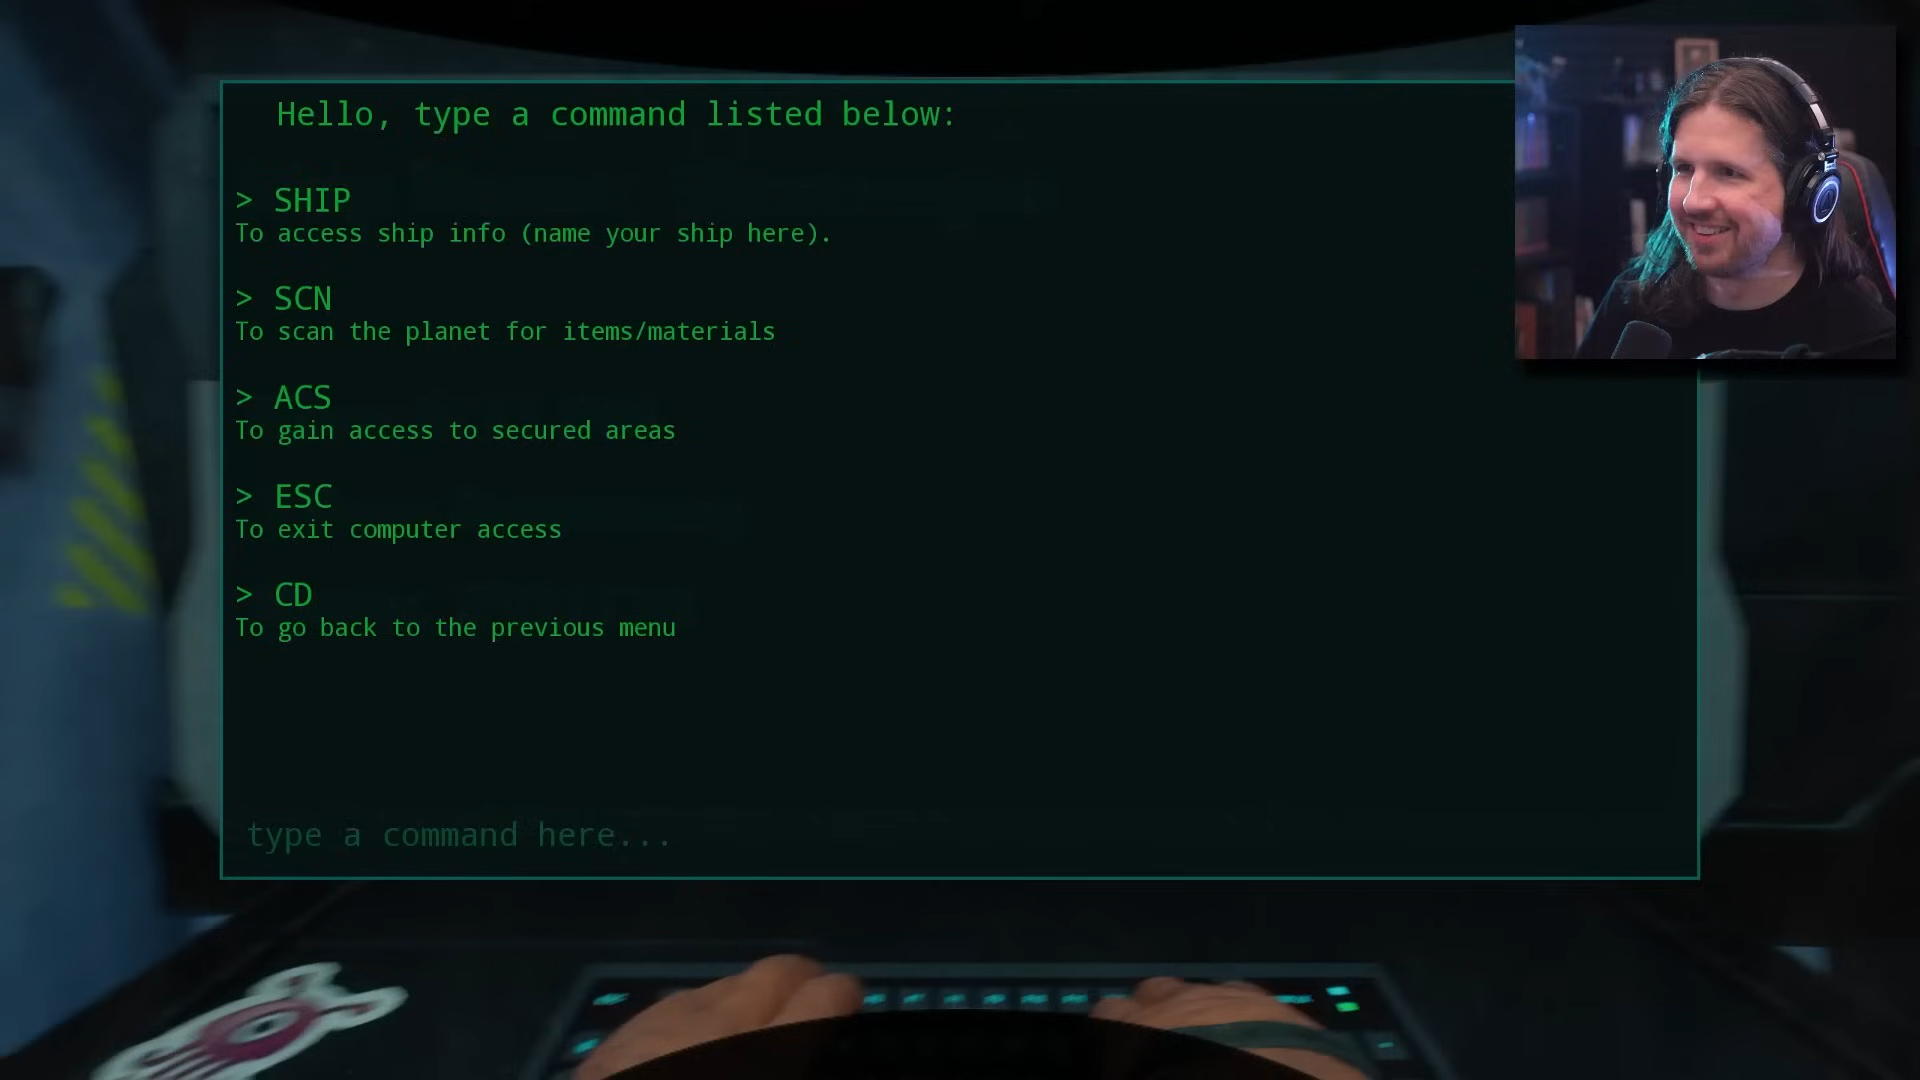 Hello, type a command listed below:
> SHIP
To access ship info (name your ship here).
> SCN
To scan the planet for items/materials
> ACS
To gain access to secured areas
> ESC
To exit computer access
> CD
To go back to the previous menu
type a command here...